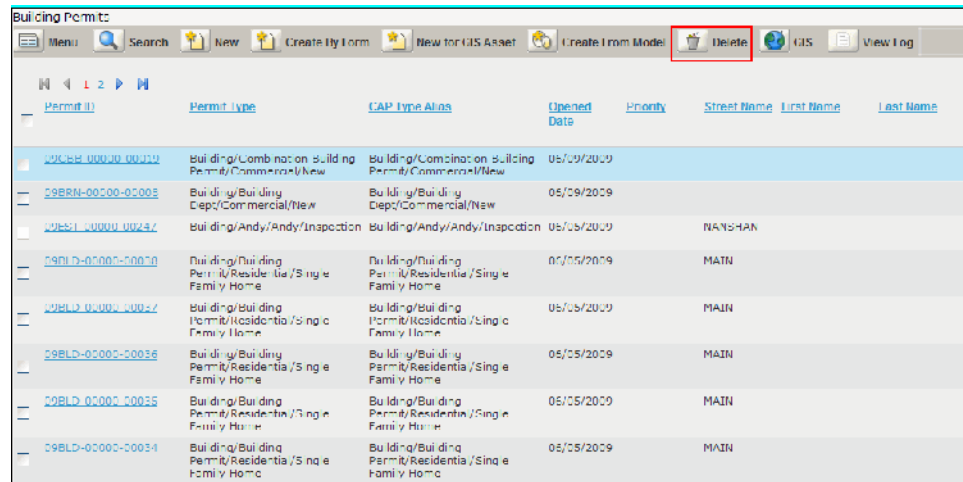 Building Permits
Menu Search New Create By Form New for GIS Asset Create From Model Delete GIS View Log
1 2
Permit ID Permit Type CAP Type Alias Opened Date Priority Street Name First Name Last Name
09CBB-00000-00019 Building/Combination Building Permit/Commercial/New Building/Combination Building Permit/Commercial/New 06/09/2009
09BRN-00000-00005 Building/Building Dept/Commercial/New Building/Building Dept/Commercial/New 06/09/2009
09EST-00000-00247 Building/Andy/Andy/Inspection Building/Andy/Andy/Inspection 06/05/2009 NANSHAN
09BLD-00000-00038 Building/Building Permit/Residential/Single Family Home Building/Building Permit/Residential/Single Family Home 06/05/2009 MAIN
09BLD-00000-00037 Building/Building Permit/Residential/Single Family Home Building/Building Permit/Residential/Single Family Home 06/05/2009 MAIN
09BLD-00000-00036 Building/Building Permit/Residential/Single Family Home Building/Building Permit/Residential/Single Family Home 06/05/2009 MAIN
09BLD-00000-00035 Building/Building Permit/Residential/Single Family Home Building/Building Permit/Residential/Single Family Home 06/05/2009 MAIN
09BLD-00000-00034 Building/Building Permit/Residential/Single Family Home Building/Building Permit/Residential/Single Family Home 06/05/2009 MAIN